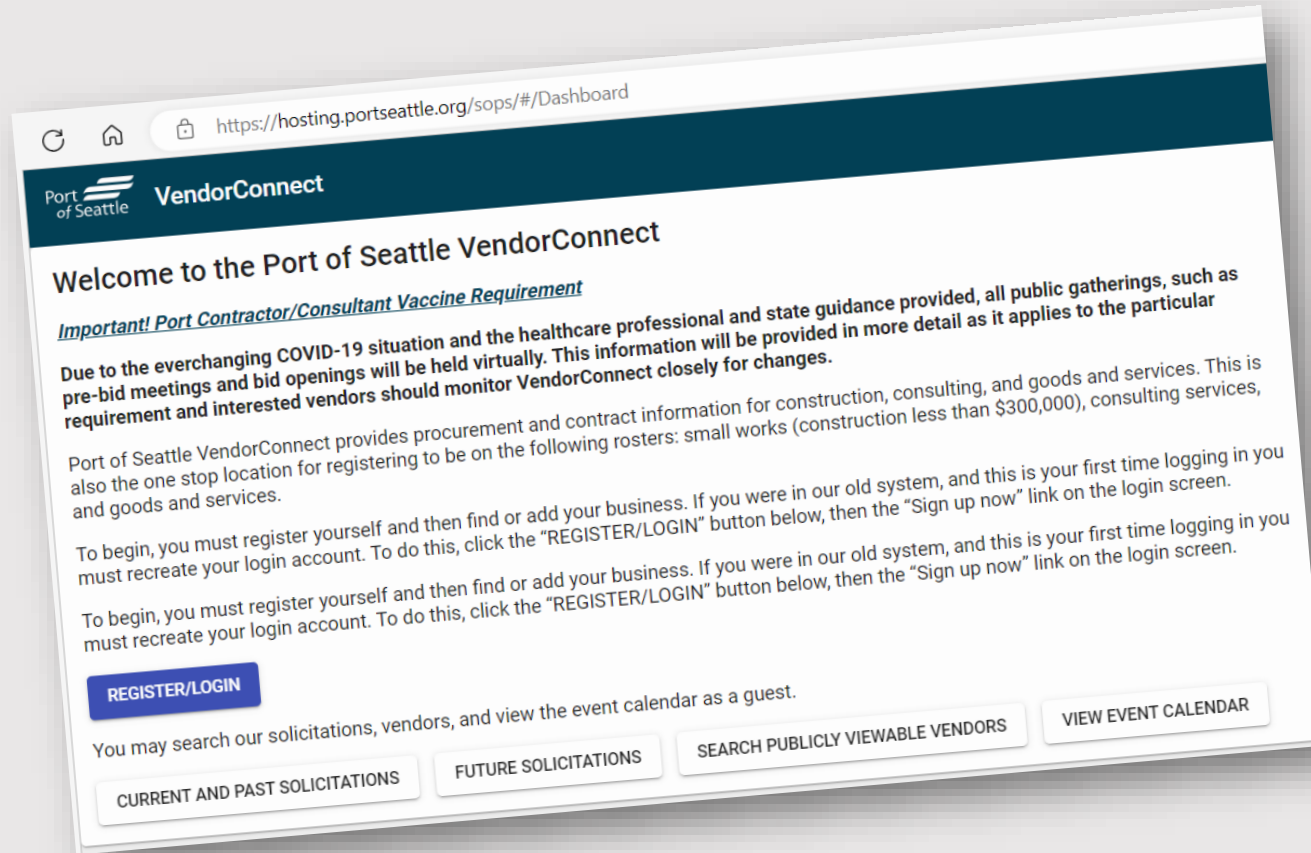 https://hosting.portseattle.org/sops/#/Dashboard
Port
of Seattle
VendorConnect
Welcome to the Port of Seattle VendorConnect
Important! Port Contractor/Consultant Vaccine Requirement
Due to the everchanging COVID-19 situation and the healthcare professional and state guidance provided, all public gatherings, such as
pre-bid meetings and bid openings will be held virtually. This information will be provided in more detail as it applies to the particular
requirement and interested vendors should monitor VendorConnect closely for changes.
Port of Seattle VendorConnect provides procurement and contract information for construction, consulting, and goods and services. This is
also the one stop location for registering to be on the following rosters: small works (construction less than $300,000), consulting services,
and goods and services.
To begin, you must register yourself and then find or add your business. If you were in our old system, and this is your first time logging in you
must recreate your login account. To do this, click the “REGISTER/LOGIN” button below, then the “Sign up now” link on the login screen.
To begin, you must register yourself and then find or add your business. If you were in our old system, and this is your first time logging in you
must recreate your login account. To do this, click the “REGISTER/LOGIN” button below, then the “Sign up now” link on the login screen.
REGISTER/LOGIN
You may search our solicitations, vendors, and view the event calendar as a guest.
CURRENT AND PAST SOLICITATIONS
FUTURE SOLICITATIONS
SEARCH PUBLICLY VIEWABLE VENDORS
VIEW EVENT CALENDAR